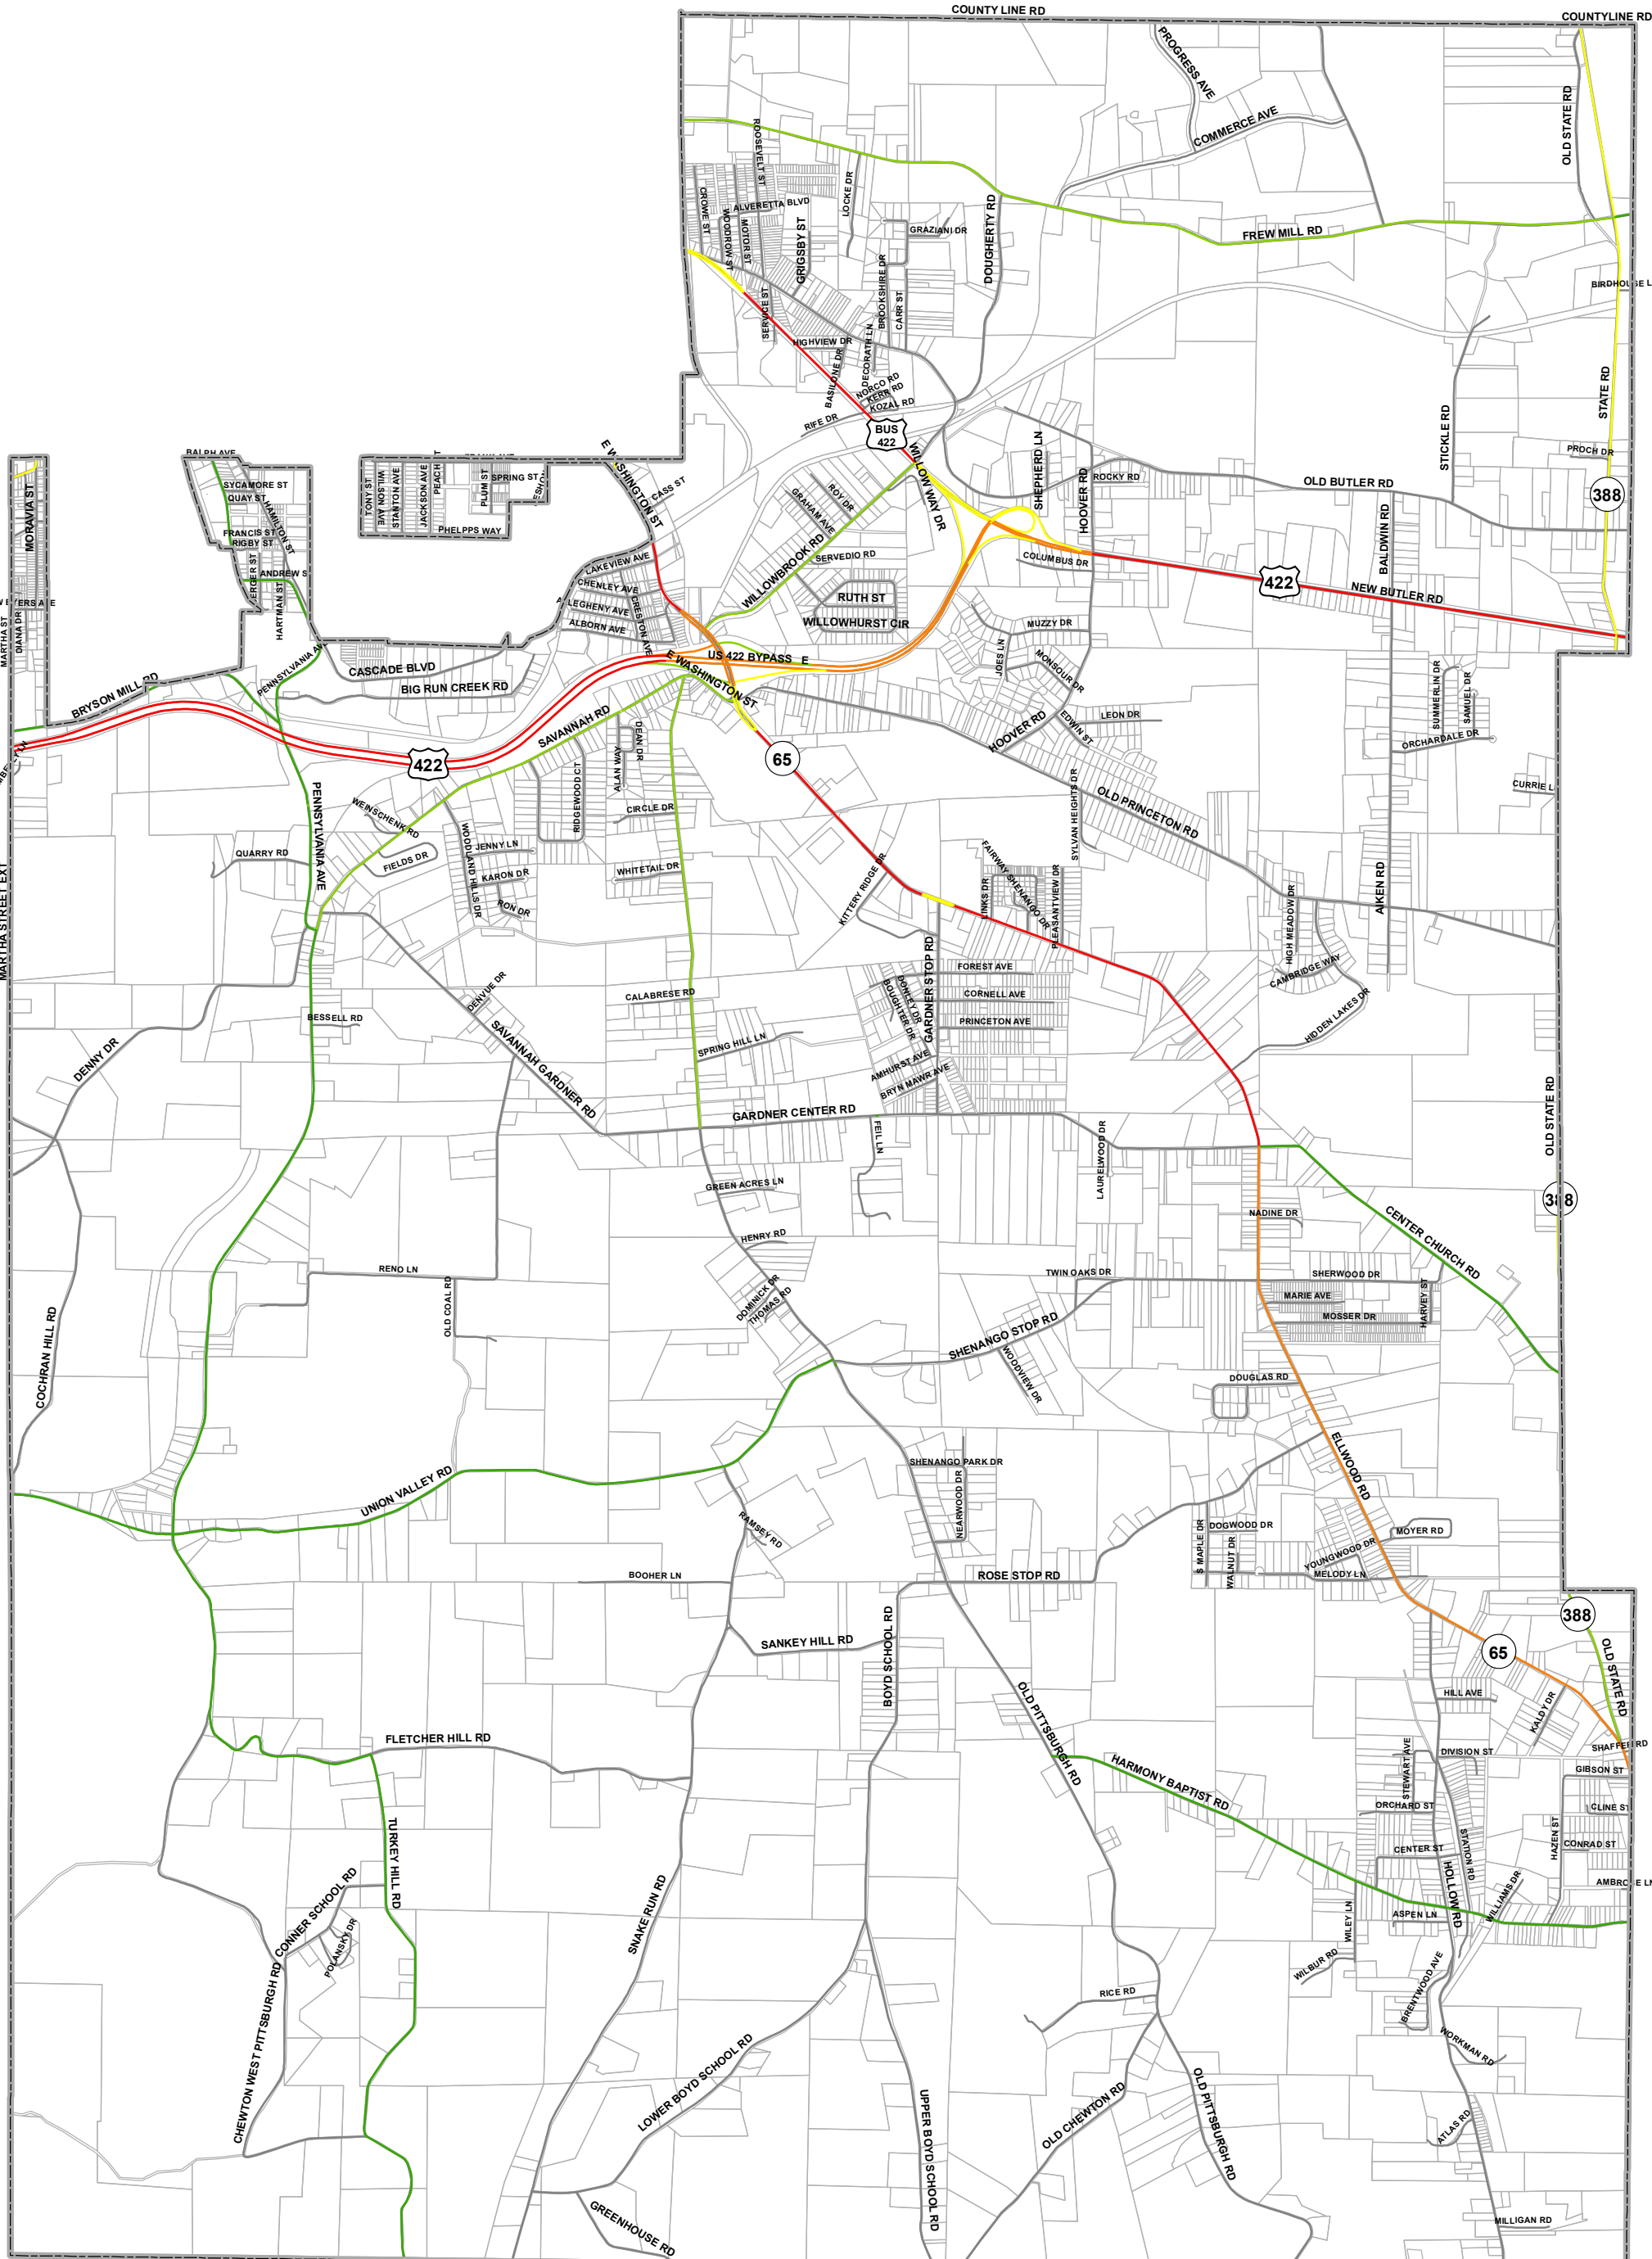 COUNTY LINE RD
COUNTYLINE RD
PROGRESS AVE
COMMERCE AVE
OLD STATE RD
ROOSEVELT ST
LOCKE DR
CROWE ST
ALVERETTA BLVD
WOODROW ST
MOTOR ST
GRIGSBY ST
GRAZIANI DR
DOUGHERTY RD
FREW MILL RD
BROOKSHIRE DR
CARR ST
SERVICE ST
HIGHVIEW DR
DECORATH LN
BASILONE DR
NORCO RD
KERR RD
KOZAL RD
RIFE DR
BUS
422
STATE RD
STICKLE RD
PROCH DR
388
RALPH AVE
SYCAMORE ST
QUAY ST
HAMILTON ST
FRANCIS ST
RIGBY ST
HARTMAN ST
MORAVIA ST
MARTHA ST
DIANA DR
TONY ST
WILSON AVE
STANTON AVE
JACKSON AVE
PEACH ST
PLUM ST
SPRING ST
PHELPPS WAY
E WASHINGTON ST
CASS ST
ROY DR
GRAHAM AVE
WILLOW WAY DR
SHEPHERD LN
HOOVER RD
ROCKY RD
OLD BUTLER RD
BALDWIN RD
LAKEVIEW AVE
CHENLEY AVE
ALLEGHENY AVE
CRESTON AVE
ALBORN AVE
WILLOWBROOK RD
SERVEDIO RD
RUTH ST
WILLOWHURST CIR
COLUMBUS DR
422
NEW BUTLER RD
MUZZY DR
JOES LN
MONSOUR DR
US 422 BYPASS E
E WASHINGTON ST
CASCADE BLVD
BIG RUN CREEK RD
PENNSYLVANIA AVE
BRYSON MILL RD
SAVANNAH RD
DEAN DR
ALAN WAY
422
65
HOOVER RD
EDWIN ST
LEON DR
SUMMERLIN DR
SAMUEL DR
ORCHARDALE DR
OLD PRINCETON RD
SYLVAN HEIGHTS DR
PENNSYLVANIA AVE
WEINSCHENK RD
RIDGEWOOD CT
CIRCLE DR
QUARRY RD
FIELDS DR
WOODLAND HILLS DR
JENNY LN
KARON DR
RON DR
WHITETAIL DR
KITTERY RIDGE DR
LINKS DR
FAIRWAY SHENANGO DR
PLEASANTVIEW DR
AIKEN RD
HIGH MEADOW DR
CAMBRIDGE WAY
HIDDEN LAKES DR
MARTHA STREET EXT
GARDNER STOP RD
FOREST AVE
CORNELL AVE
PRINCETON AVE
DONLEY DR
BOUGHTER DR
AMHURST AVE
BRYN MAWR AVE
CALABRESE RD
SPRING HILL LN
DENVUE DR
BESSELL RD
SAVANNAH GARDNER RD
DENNY DR
GARDNER CENTER RD
FEIL LN
LAURELWOOD DR
OLD STATE RD
388
GREEN ACRES LN
HENRY RD
DOMINICK DR
THOMAS RD
NADINE DR
CENTER CHURCH RD
RENO LN
OLD COAL RD
TWIN OAKS DR
SHERWOOD DR
MARIE AVE
MOSSER DR
HARVEY ST
COCHRAN HILL RD
SHENANGO STOP RD
WOODVIEW DR
DOUGLAS RD
ELLWOOD RD
UNION VALLEY RD
SHENANGO PARK DR
NEARWOOD DR
RAMSEY RD
S MAPLE DR
DOGWOOD DR
WALNUT DR
YOUNGWOOD DR
MOYER RD
MELODY LN
BOOHER LN
ROSE STOP RD
SANKEY HILL RD
BOYD SCHOOL RD
388
65
OLD STATE RD
HILL AVE
KALDY DR
SHAFFER RD
OLD PITTSBURGH RD
FLETCHER HILL RD
DIVISION ST
STEWART AVE
GIBSON ST
HARMONY BAPTIST RD
ORCHARD ST
CLINE ST
TURKEY HILL RD
STATION RD
HAZEN ST
CONRAD ST
CENTER ST
HOLLOW RD
WILLIAMS DR
AMBROSE LN
CONNER SCHOOL RD
POLANSKY DR
SNAKE RUN RD
WILEY LN
ASPEN LN
WILBUR RD
BRENTWOOD AVE
RICE RD
WORKMAN RD
CHEWTON WEST PITTSBURGH RD
LOWER BOYD SCHOOL RD
UPPER BOYD SCHOOL RD
OLD CHEWTON RD
OLD PITTSBURGH RD
ATLAS RD
GREENHOUSE RD
MILLIGAN RD